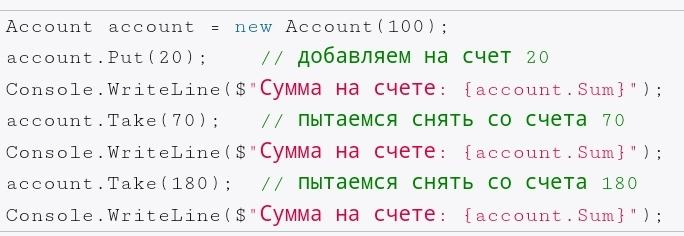 Account account = new Account(100);
account.Put(20);    // добавляем на счет 20
Console.WriteLine($"Сумма на счете: {account.Sum}");
account.Take(70);   // пытаемся снять со счета 70
Console.WriteLine($"Сумма на счете: {account.Sum}");
account.Take(180);  // пытаемся снять со счета 180
Console.WriteLine($"Сумма на счете: {account.Sum}");